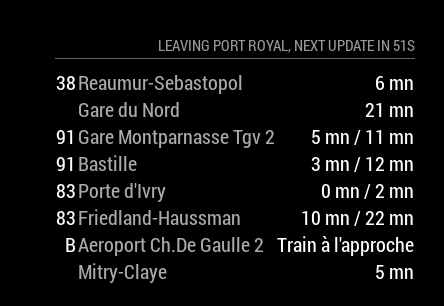 LEAVING PORT ROYAL, NEXT UPDATE IN 51S
38 Reaumur-Sebastopol 6 mn
Gare du Nord 21 mn
91 Gare Montparnasse Tgv 2 5 mn / 11 mn
91 Bastille 3 mn / 12 mn
83 Porte d'Ivry 0 mn / 2 mn
83 Friedland-Haussman 10 mn / 22 mn
B Aeroport Ch.De Gaulle 2 Train à l'approche
Mitry-Claye 5 mn